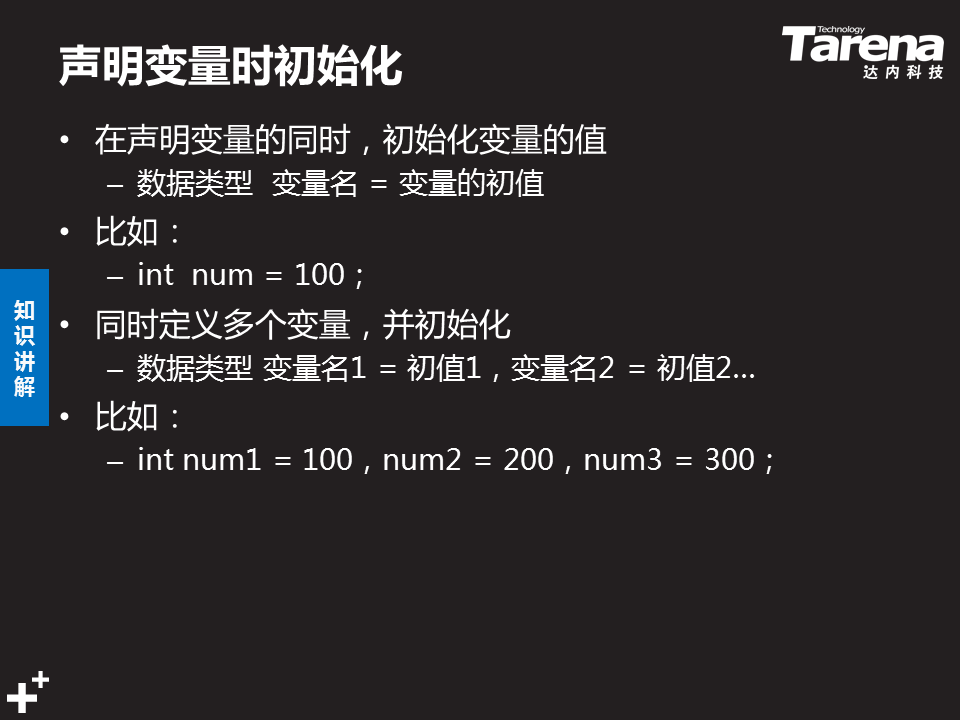 声明变量时初始化
Technology
Tarena
达内科技
• 在声明变量的同时，初始化变量的值
– 数据类型 变量名 = 变量的初值
• 比如：
– int num = 100；
• 同时定义多个变量，并初始化
– 数据类型 变量名1 = 初值1，变量名2 = 初值2…
• 比如：
– int num1 = 100，num2 = 200，num3 = 300；
知识讲解